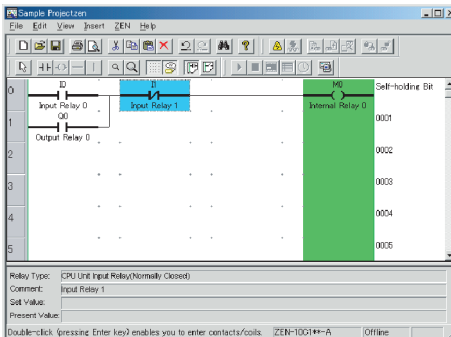 Sample Projectzen
File Edit View Insert ZEN Help
0 I0 I1 M0 Self-holding Bit
Input Relay 0 Input Relay 1 Internal Relay 0
1 Q0 0001
Output Relay 0
2 0002
3 0003
4 0004
5 0005
Relay Type: CPU Unit Input Relay(Normally Closed)
Comment: Input Relay 1
Set Value:
Present Value:
Double-click (pressing Enter key) enables you to enter contacts/coils. ZEN-10G1**-A Offline